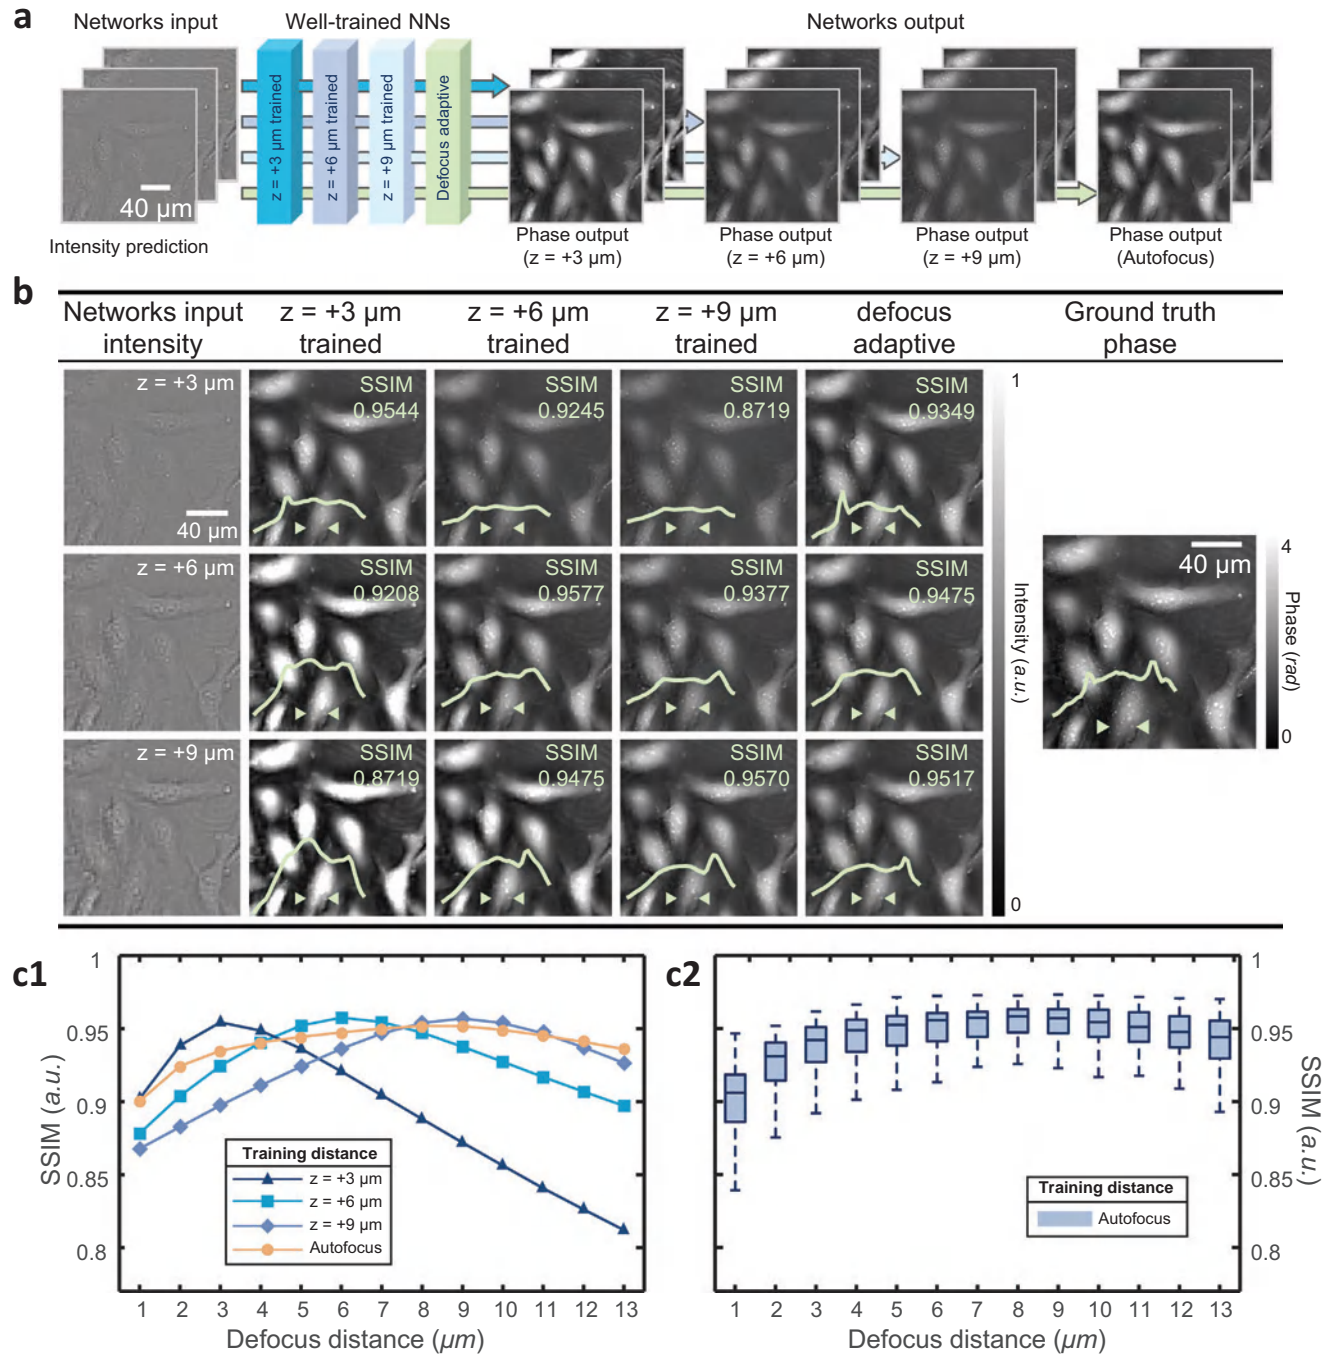 a
Networks input
Well-trained NNs
Networks output
z = +3 µm trained
z = +6 µm trained
z = +9 µm trained
Defocus adaptive
40 µm
Intensity prediction
Phase output
(z = +3 µm)
Phase output
(z = +6 µm)
Phase output
(z = +9 µm)
Phase output
(Autofocus)
b
Networks input
intensity
z = +3 µm
trained
z = +6 µm
trained
z = +9 µm
trained
defocus
adaptive
Ground truth
phase
z = +3 µm
40 µm
SSIM
0.9544
SSIM
0.9245
SSIM
0.8719
SSIM
0.9349
z = +6 µm
SSIM
0.9208
SSIM
0.9577
SSIM
0.9377
SSIM
0.9475
z = +9 µm
SSIM
0.8719
SSIM
0.9475
SSIM
0.9570
SSIM
0.9517
1
Intensity (a.u.)
0
40 µm
4
Phase (rad)
0
c1
1
0.95
0.9
0.85
0.8
SSIM (a.u.)
Training distance
z = +3 µm
z = +6 µm
z = +9 µm
Autofocus
1 2 3 4 5 6 7 8 9 10 11 12 13
Defocus distance (µm)
c2
1
0.95
0.9
0.85
0.8
SSIM (a.u.)
Training distance
Autofocus
1 2 3 4 5 6 7 8 9 10 11 12 13
Defocus distance (µm)